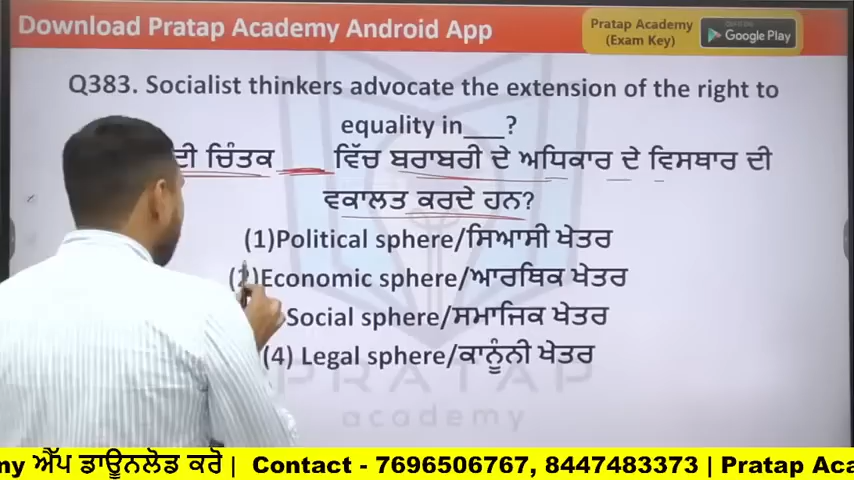 Download Pratap Academy Android App
Pratap Academy
(Exam Key)
Google Play
Q383. Socialist thinkers advocate the extension of the right to
equality in___?
ਦੀ ਚਿੰਤਕ ____ ਵਿੱਚ ਬਰਾਬਰੀ ਦੇ ਅਧਿਕਾਰ ਦੇ ਵਿਸਥਾਰ ਦੀ
ਵਕਾਲਤ ਕਰਦੇ ਹਨ?
(1)Political sphere/ਸਿਆਸੀ ਖੇਤਰ
(2)Economic sphere/ਆਰਥਿਕ ਖੇਤਰ
Social sphere/ਸਮਾਜਿਕ ਖੇਤਰ
(4) Legal sphere/ਕਾਨੂੰਨੀ ਖੇਤਰ
PRATAP
academy
my ਐੱਪ ਡਾਊਨਲੋਡ ਕਰੋ | Contact - 7696506767, 8447483373 | Pratap Aca